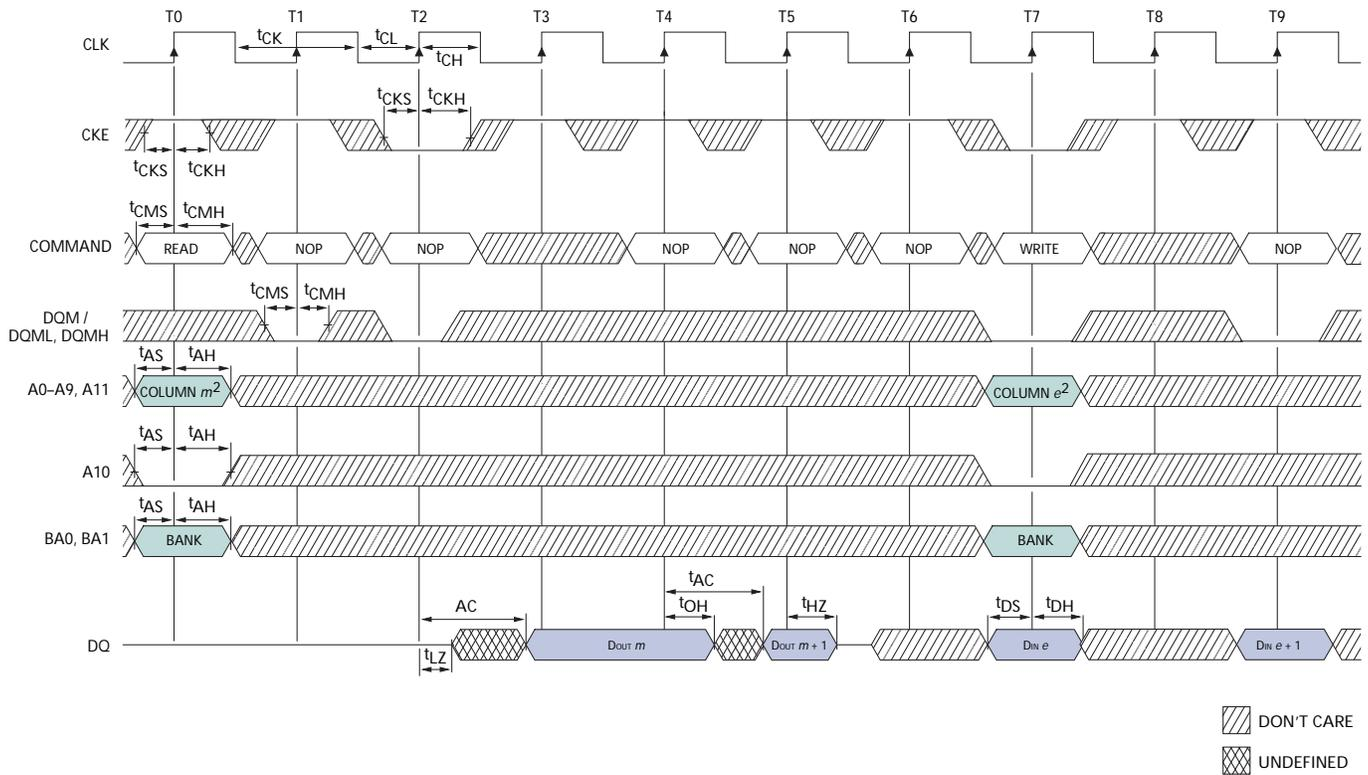 T0 T1 T2 T3 T4 T5 T6 T7 T8 T9
CLK
tCK tCL
tCH
tCKS tCKH
CKE
tCKS tCKH
tCMS tCMH
COMMAND READ NOP NOP NOP NOP NOP WRITE NOP
tCMS tCMH
DQM /
DQML, DQMH
tAS tAH
A0–A9, A11 COLUMN m2 COLUMN e2
tAS tAH
A10
tAS tAH
BA0, BA1 BANK BANK
tAC
AC tOH tHZ tDS tDH
DQ DOUT m DOUT m + 1 DIN e DIN e + 1
tLZ
DON'T CARE
UNDEFINED